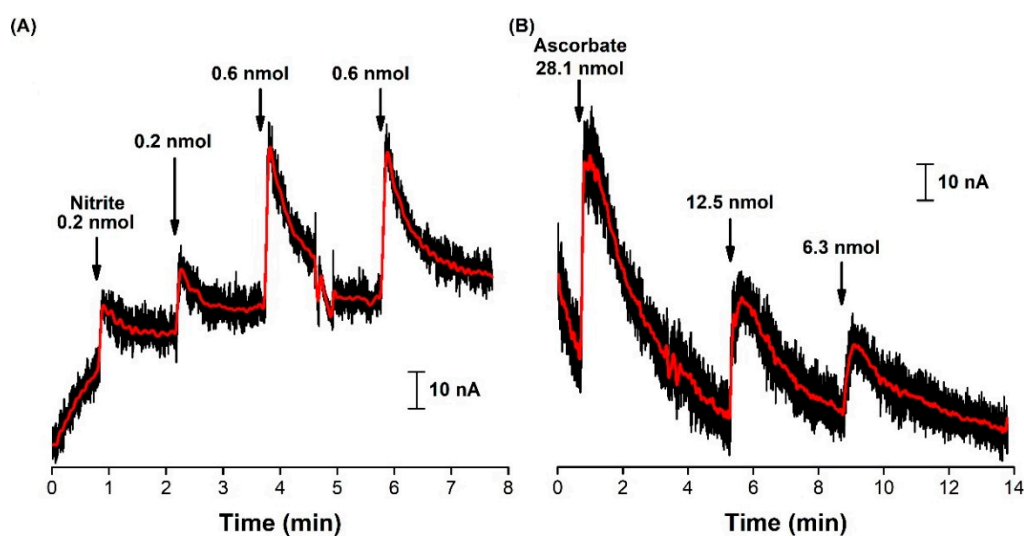 (A)
0.6 nmol
0.6 nmol
0.2 nmol
Nitrite
0.2 nmol
10 nA
0 1 2 3 4 5 6 7 8
Time (min)
(B)
Ascorbate
28.1 nmol
10 nA
12.5 nmol
6.3 nmol
0 2 4 6 8 10 12 14
Time (min)